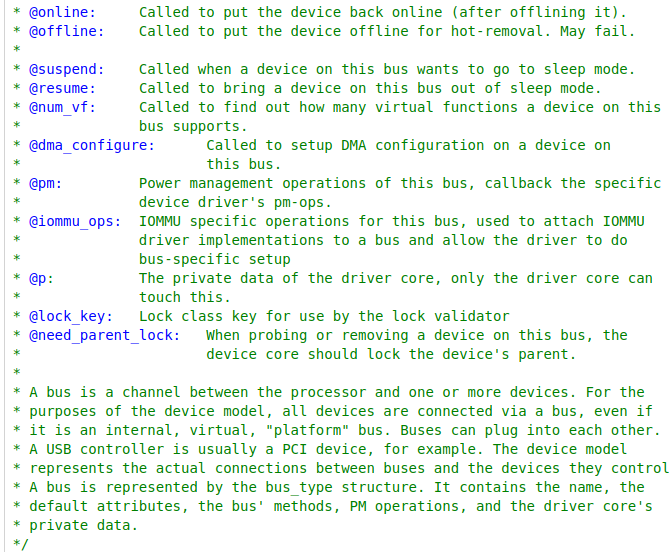 * @online:     Called to put the device back online (after offlining it).
* @offline:    Called to put the device offline for hot-removal. May fail.
*
* @suspend:    Called when a device on this bus wants to go to sleep mode.
* @resume:     Called to bring a device on this bus out of sleep mode.
* @num_vf:     Called to find out how many virtual functions a device on this
*              bus supports.
* @dma_configure:      Called to setup DMA configuration on a device on
*                      this bus.
* @pm:         Power management operations of this bus, callback the specific
*              device driver's pm-ops.
* @iommu_ops:  IOMMU specific operations for this bus, used to attach IOMMU
*              driver implementations to a bus and allow the driver to do
*              bus-specific setup
* @p:          The private data of the driver core, only the driver core can
*              touch this.
* @lock_key:   Lock class key for use by the lock validator
* @need_parent_lock:   When probing or removing a device on this bus, the
*                      device core should lock the device's parent.
*
* A bus is a channel between the processor and one or more devices. For the
* purposes of the device model, all devices are connected via a bus, even if
* it is an internal, virtual, "platform" bus. Buses can plug into each other.
* A USB controller is usually a PCI device, for example. The device model
* represents the actual connections between buses and the devices they control
* A bus is represented by the bus_type structure. It contains the name, the
* default attributes, the bus' methods, PM operations, and the driver core's
* private data.
*/